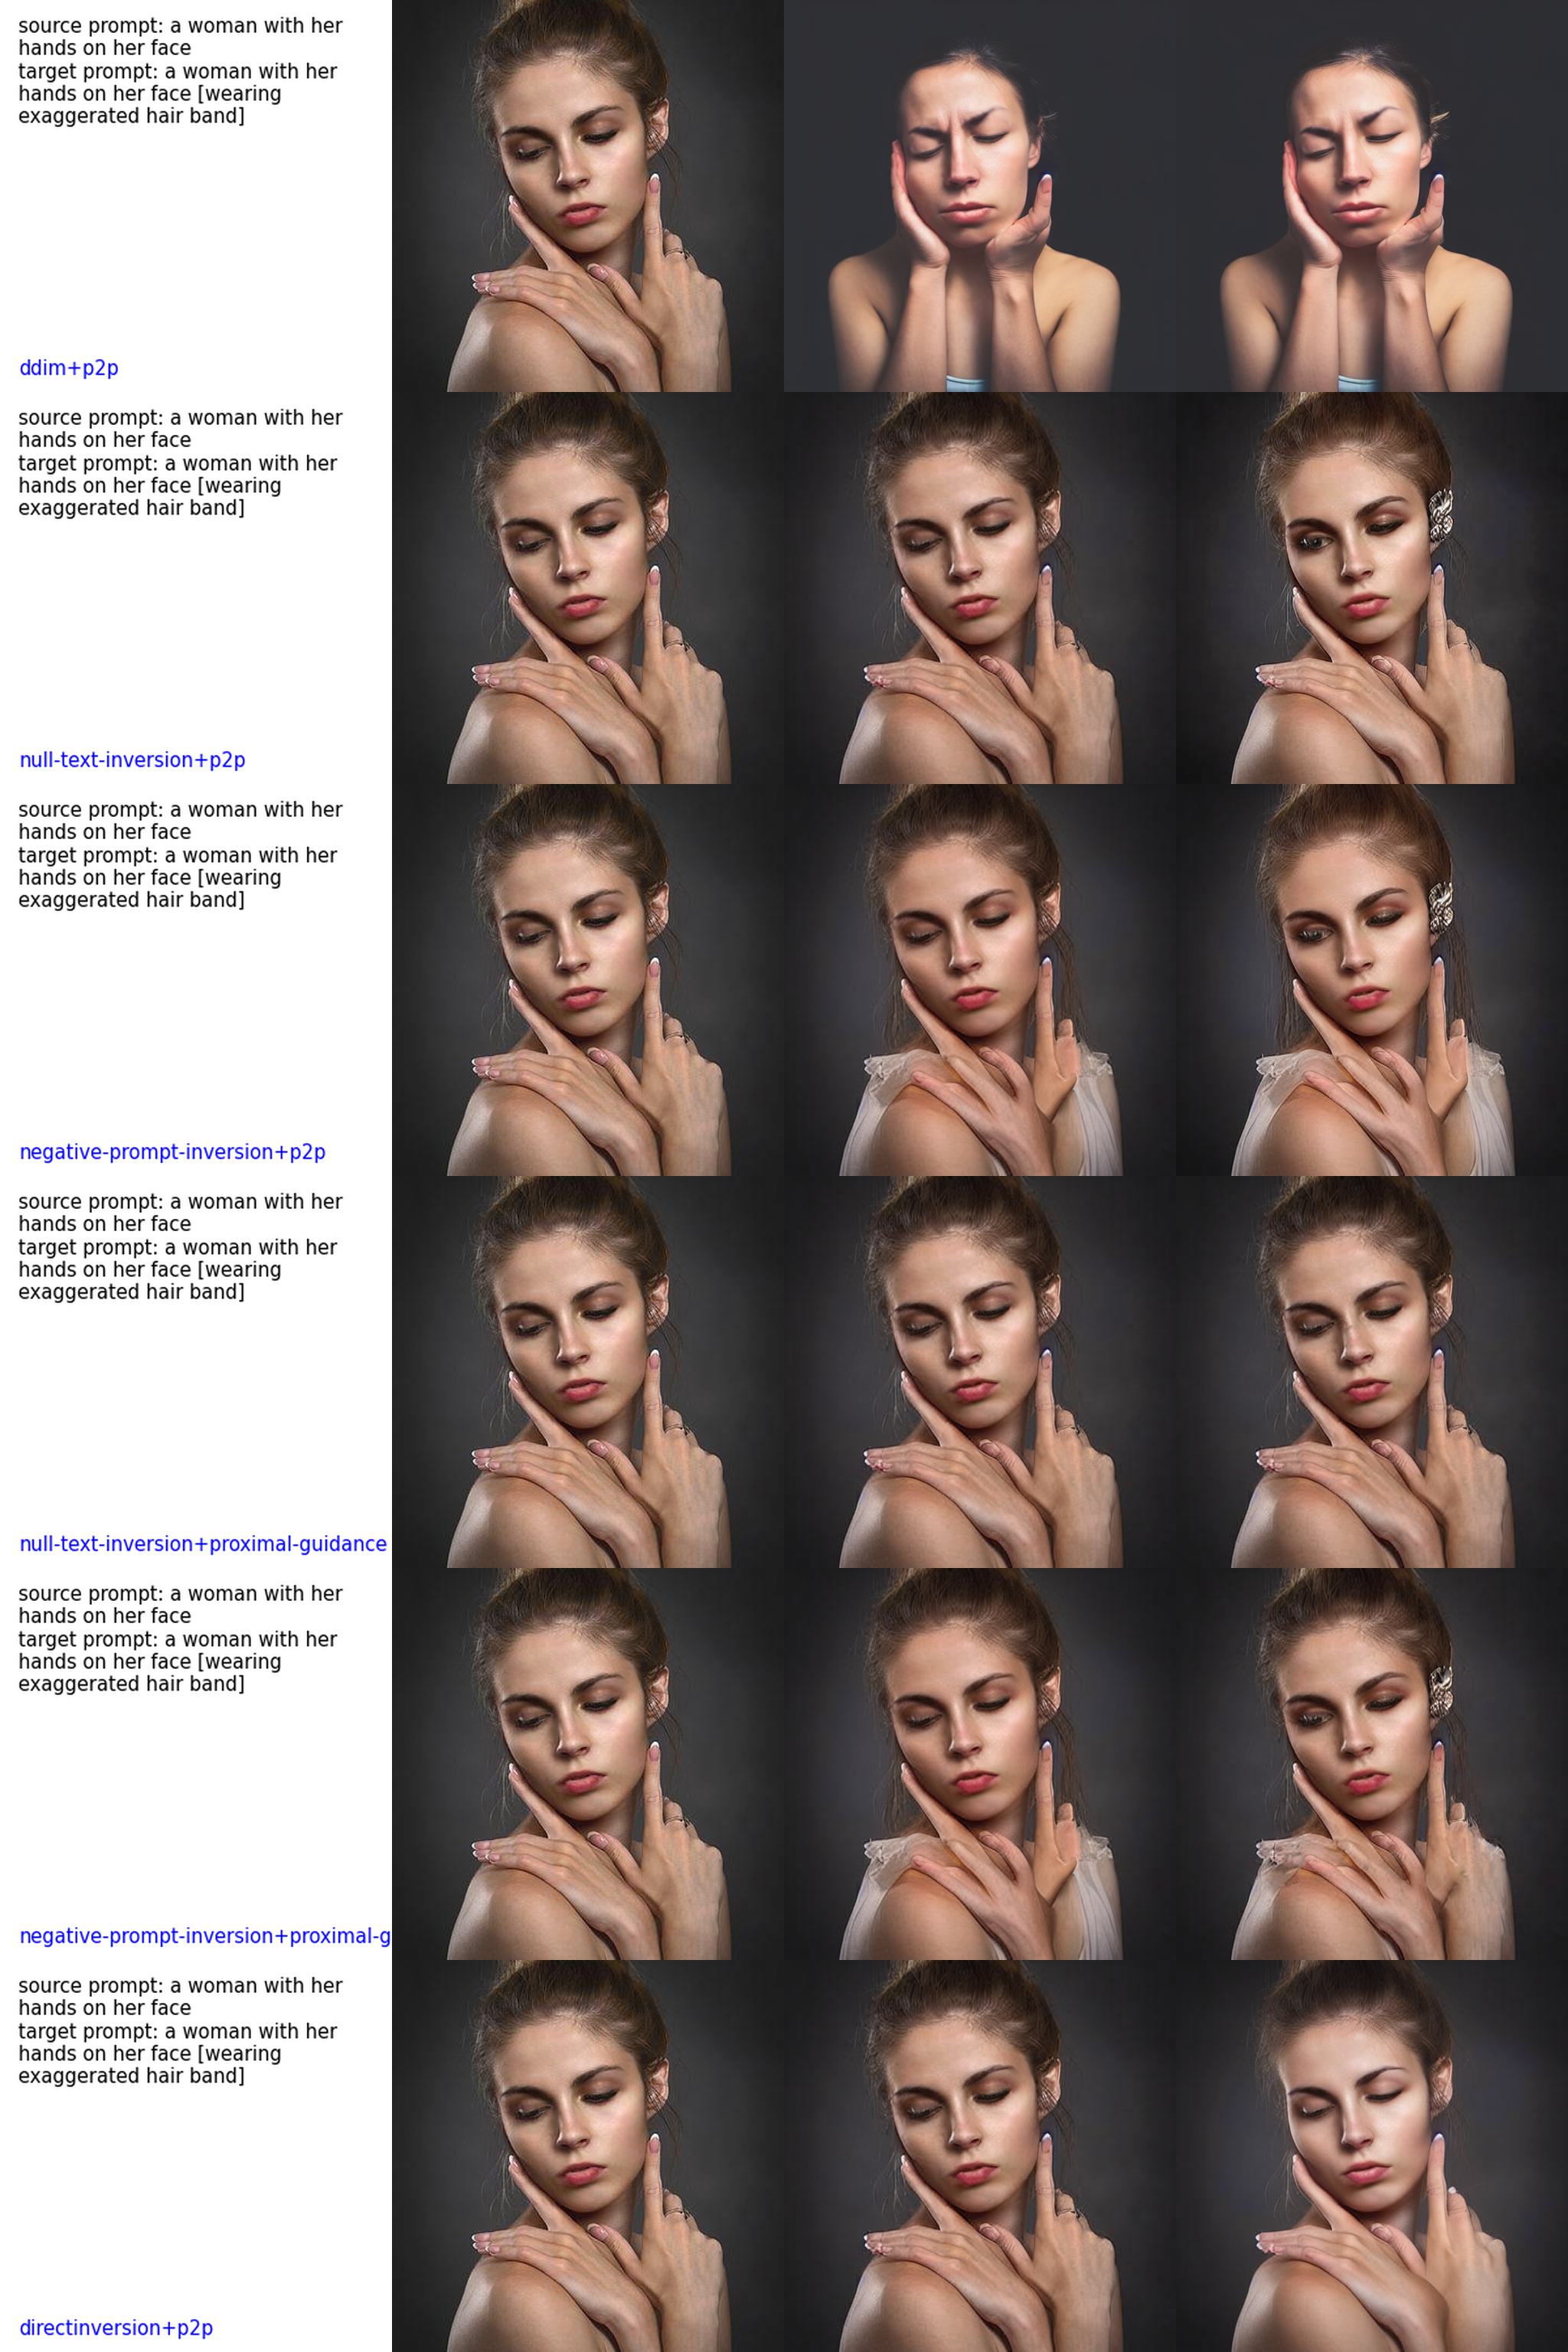 source prompt: a woman with her
hands on her face
target prompt: a woman with her
hands on her face [wearing
exaggerated hair band]
ddim+p2p
source prompt: a woman with her
hands on her face
target prompt: a woman with her
hands on her face [wearing
exaggerated hair band]
null-text-inversion+p2p
source prompt: a woman with her
hands on her face
target prompt: a woman with her
hands on her face [wearing
exaggerated hair band]
negative-prompt-inversion+p2p
source prompt: a woman with her
hands on her face
target prompt: a woman with her
hands on her face [wearing
exaggerated hair band]
null-text-inversion+proximal-guidance
source prompt: a woman with her
hands on her face
target prompt: a woman with her
hands on her face [wearing
exaggerated hair band]
negative-prompt-inversion+proximal-g
source prompt: a woman with her
hands on her face
target prompt: a woman with her
hands on her face [wearing
exaggerated hair band]
directinversion+p2p